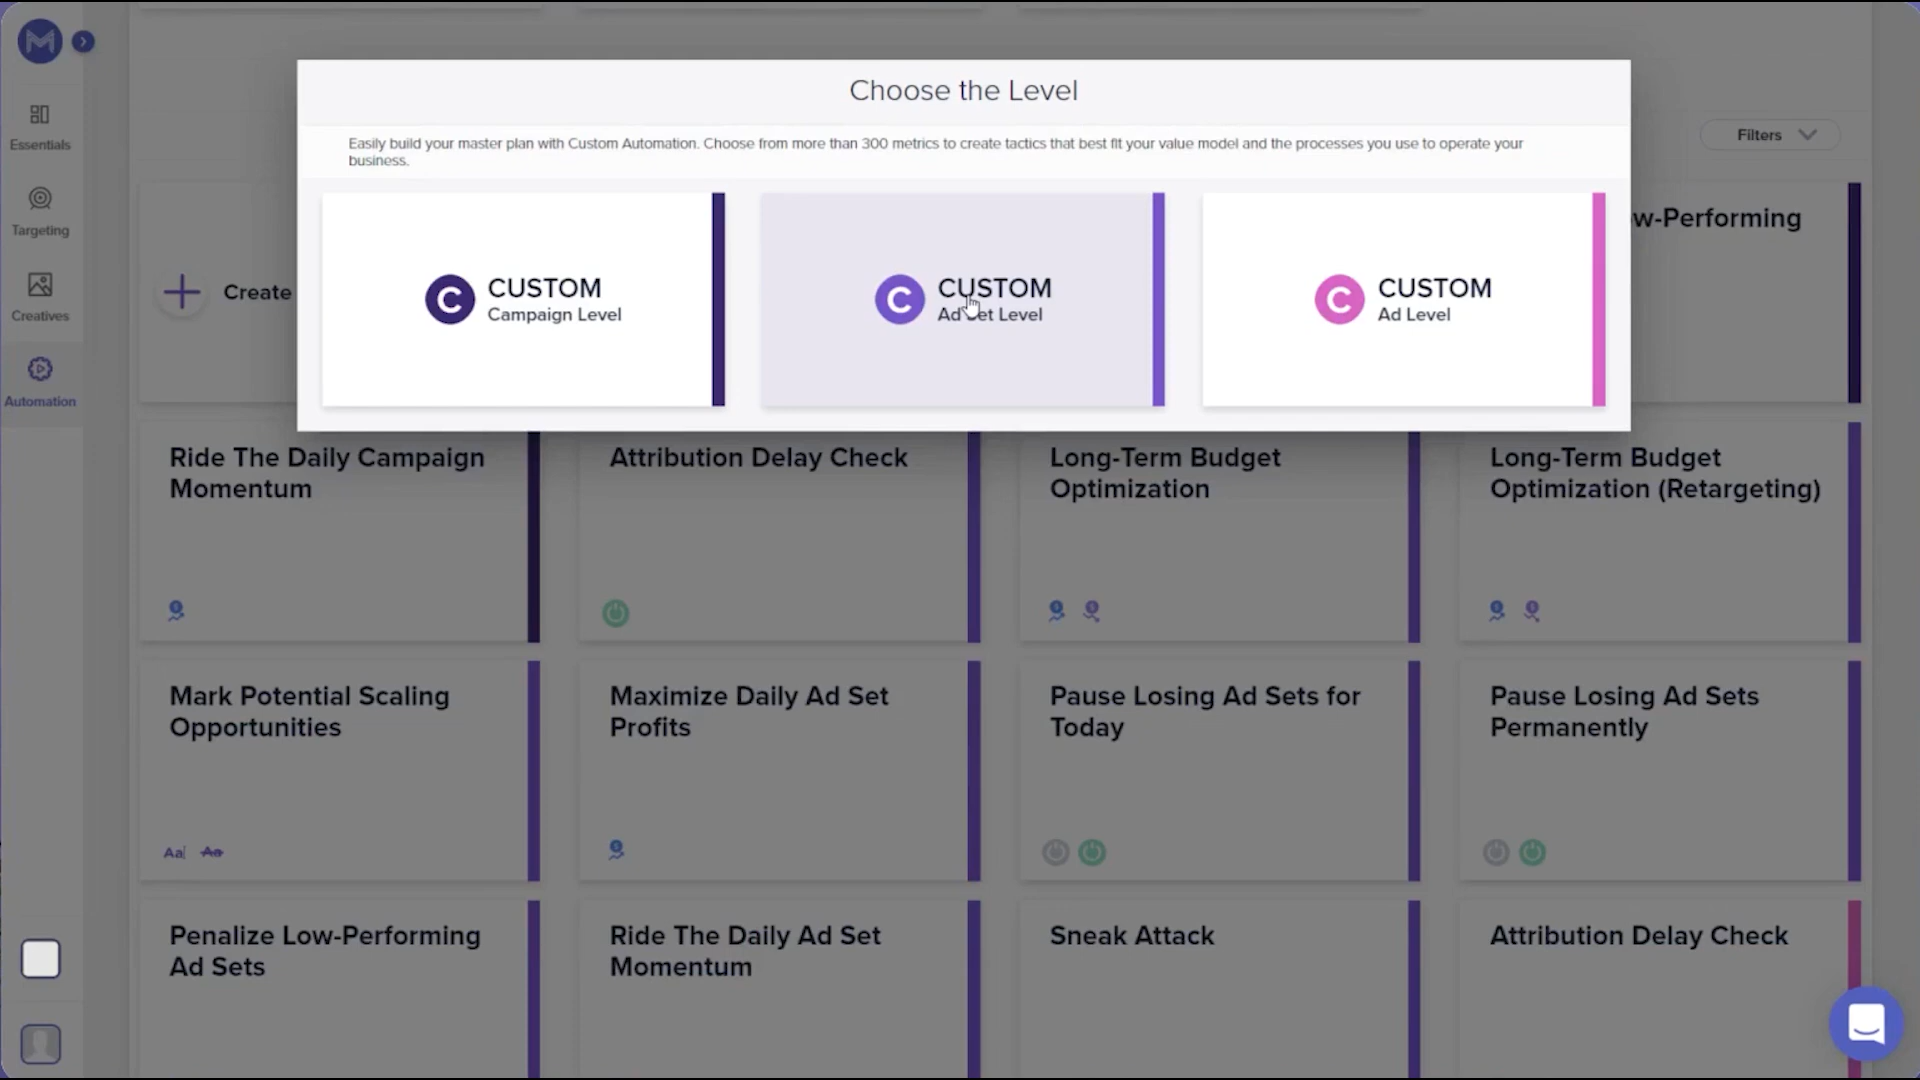 Choose the Level
Easily build your master plan with Custom Automation. Choose from more than 300 metrics to create tactics that best fit your value model and the processes you use to operate your
business.
C CUSTOM
Campaign Level
C CUSTOM
Ad Set Level
C CUSTOM
Ad Level
M
Essentials
Targeting
Creatives
Automation
Filters
Create
w-Performing
Ride The Daily Campaign
Momentum
Attribution Delay Check
Long-Term Budget
Optimization
Long-Term Budget
Optimization (Retargeting)
Mark Potential Scaling
Opportunities
Aa Aa
Maximize Daily Ad Set
Profits
Pause Losing Ad Sets for
Today
Pause Losing Ad Sets
Permanently
Penalize Low-Performing
Ad Sets
Ride The Daily Ad Set
Momentum
Sneak Attack
Attribution Delay Check